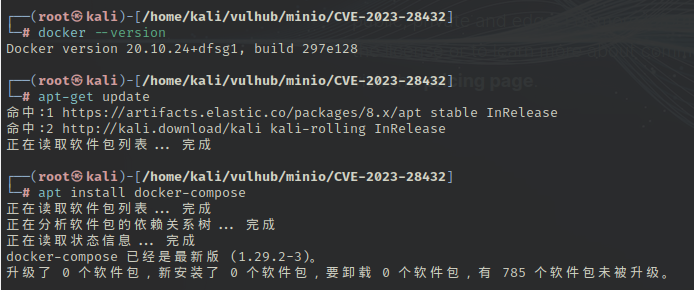 ┌──(root㉿kali)-[/home/kali/vulhub/minio/CVE-2023-28432]
└─# docker --version
Docker version 20.10.24+dfsg1, build 297e128
┌──(root㉿kali)-[/home/kali/vulhub/minio/CVE-2023-28432]
└─# apt-get update
命中:1 https://artifacts.elastic.co/packages/8.x/apt stable InRelease
命中:2 http://kali.download/kali kali-rolling InRelease
正在读取软件包列表... 完成
┌──(root㉿kali)-[/home/kali/vulhub/minio/CVE-2023-28432]
└─# apt install docker-compose
正在读取软件包列表... 完成
正在分析软件包的依赖关系树... 完成
正在读取状态信息... 完成
docker-compose 已经是最新版 (1.29.2-3)。
升级了 0 个软件包，新安装了 0 个软件包，要卸载 0 个软件包，有 785 个软件包未被升级。